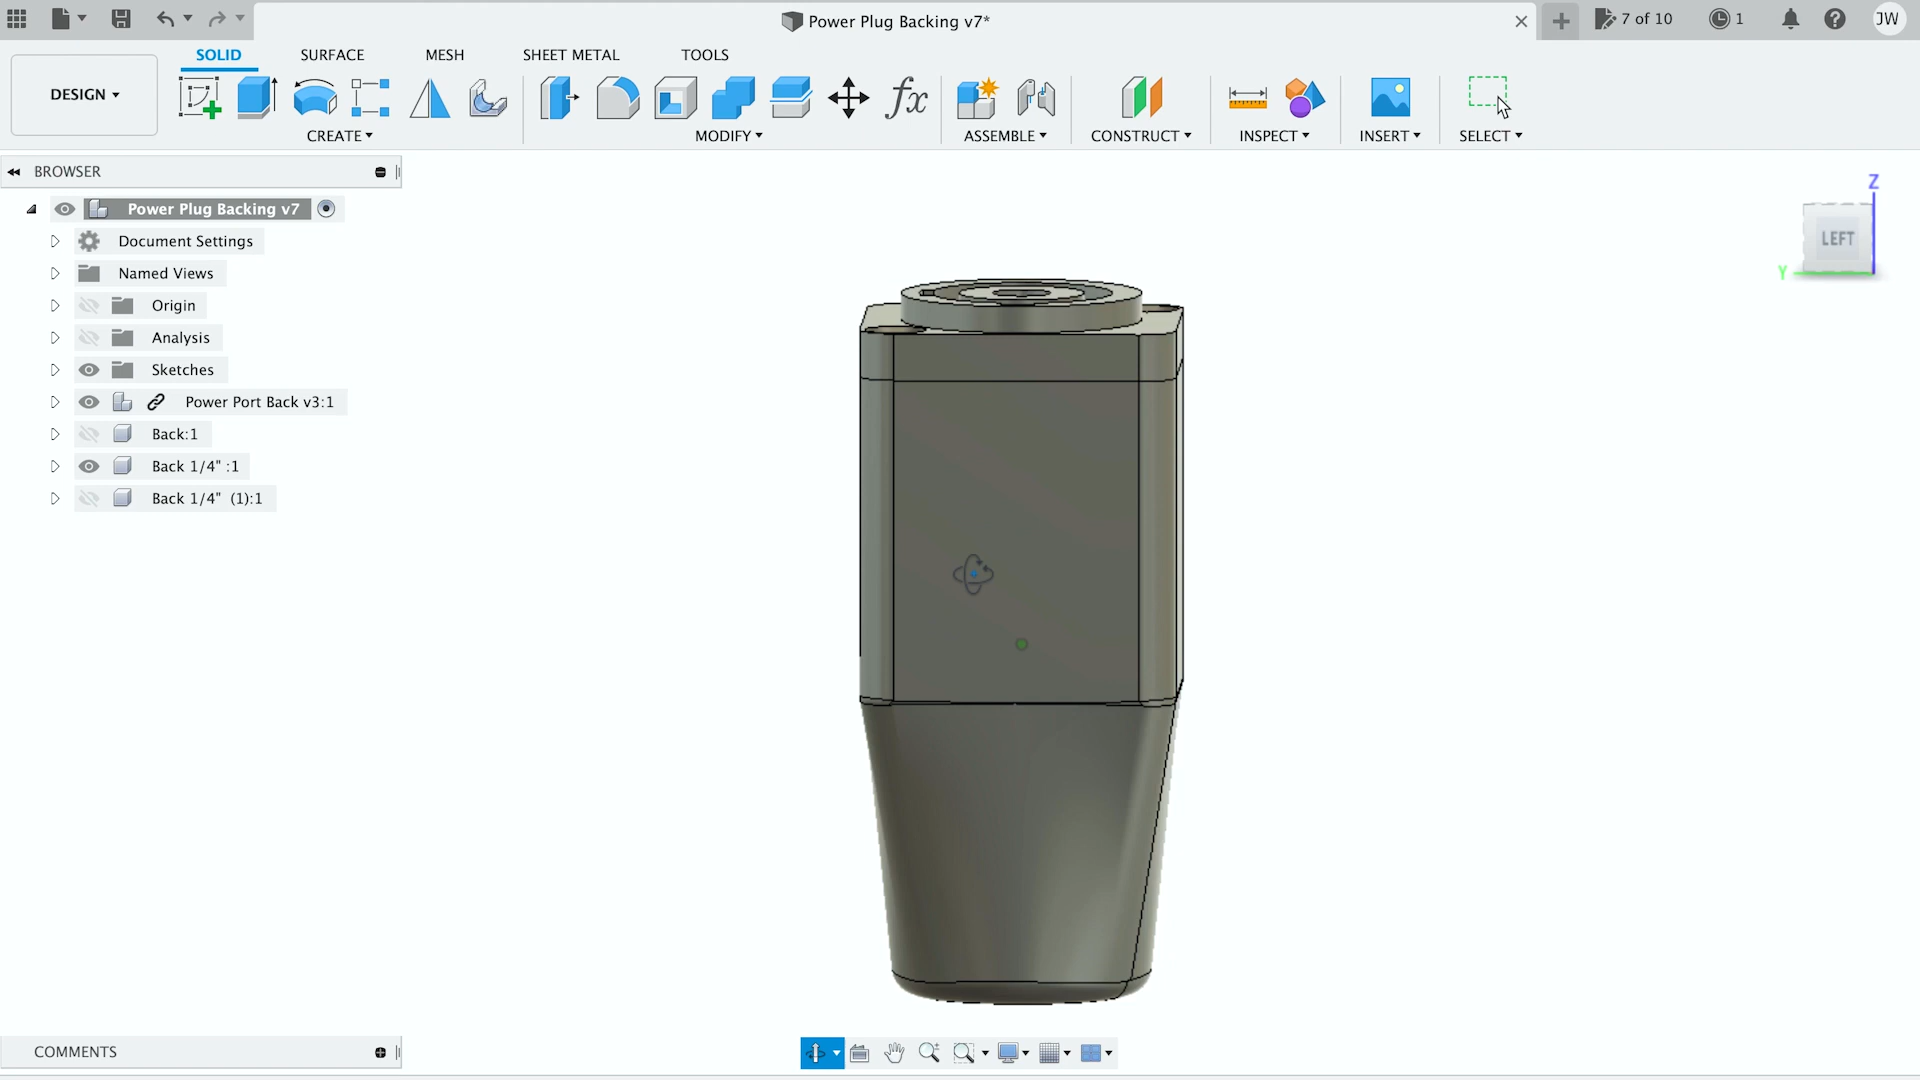 Power Plug Backing v7*
7 of 10
1
JW
SOLID
SURFACE
MESH
SHEET METAL
TOOLS
DESIGN
fx
CREATE
MODIFY
ASSEMBLE
CONSTRUCT
INSPECT
INSERT
SELECT
BROWSER
Power Plug Backing v7
Document Settings
Named Views
Origin
Analysis
Sketches
Power Port Back v3:1
Back:1
Back 1/4" :1
Back 1/4" (1):1
Z
LEFT
Y
COMMENTS